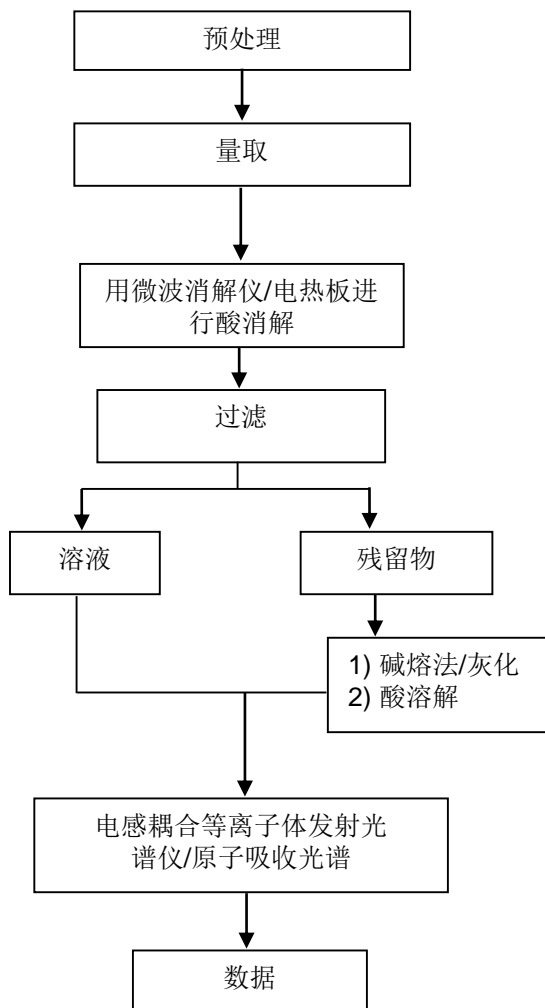 预处理
量取
用微波消解仪/电热板进
行酸消解
过滤
溶液
残留物
1) 碱熔法/灰化
2) 酸溶解
电感耦合等离子体发射光
谱仪/原子吸收光谱
数据